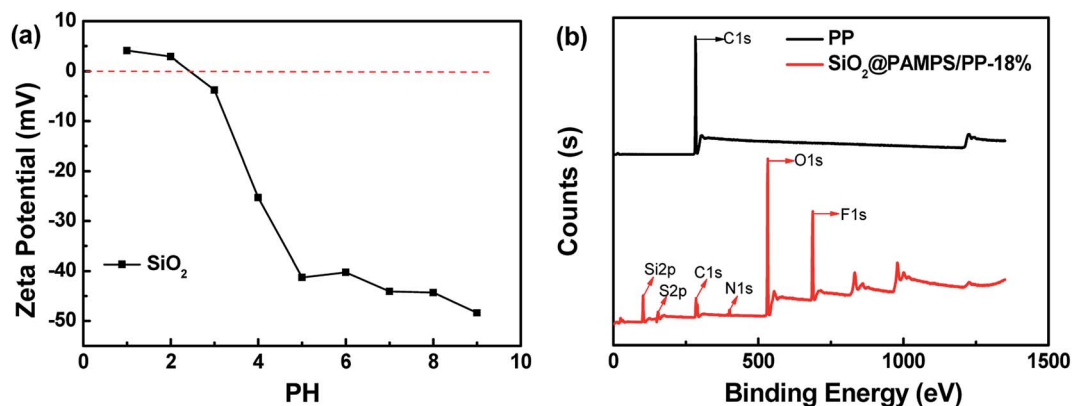 (a)
Zeta Potential (mV)
10
0
-10
-20
-30
-40
-50
SiO2
0
2
4
6
8
10
PH
(b)
Counts (s)
C1s
PP
SiO2@PAMPS/PP-18%
O1s
F1s
Si2p
S2p
C1s
N1s
0
500
1000
1500
Binding Energy (eV)